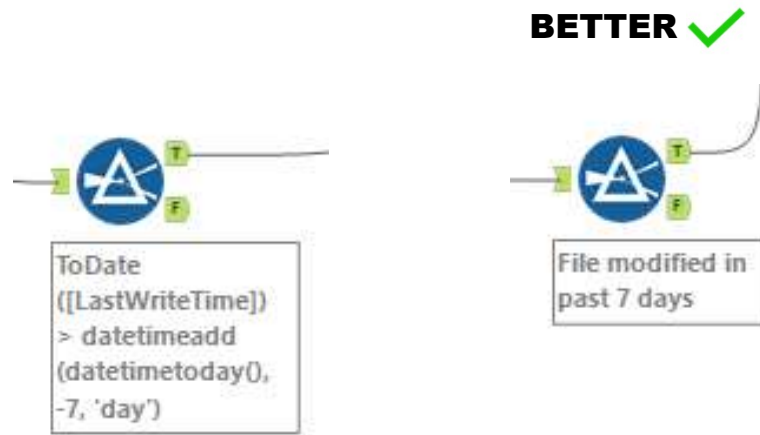 BETTER
T
F
ToDate
([LastWriteTime])
> datetimeadd
(datetimetoday(),
-7, 'day')
T
F
File modified in
past 7 days